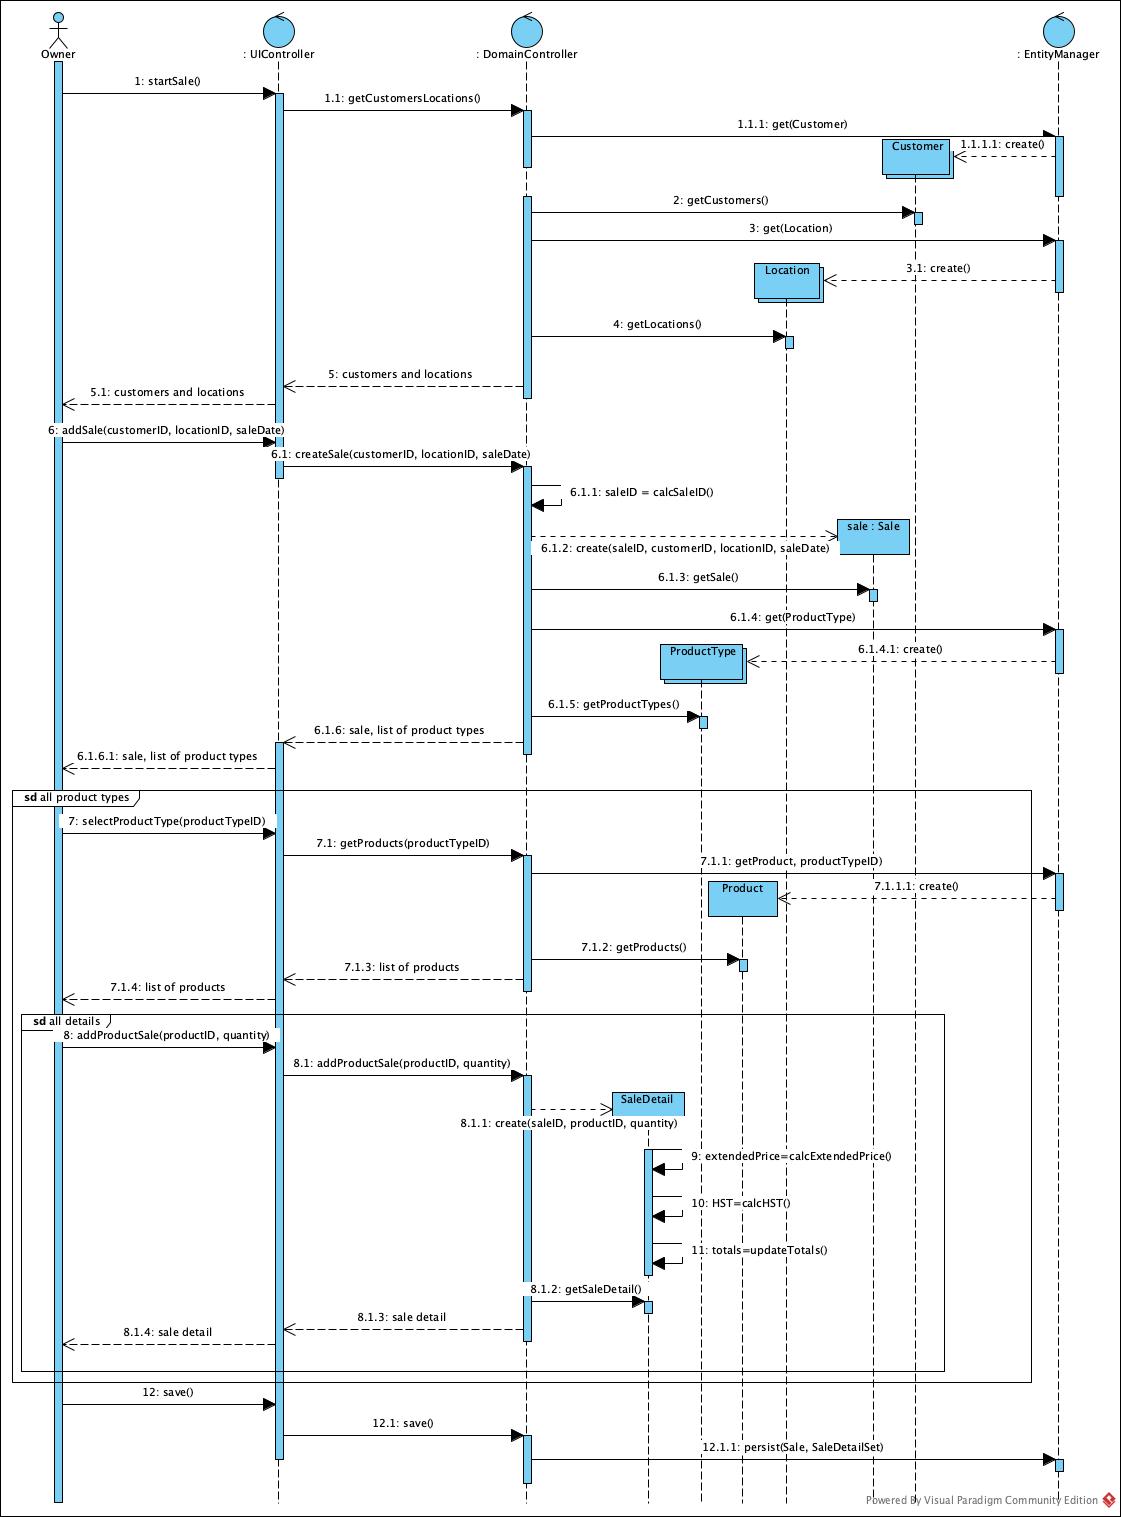 Owner
: UIController
: DomainController
: EntityManager
1: startSale()
1.1: getCustomersLocations()
1.1.1: get(Customer)
Customer
1.1.1.1: create()
2: getCustomers()
3: get(Location)
Location
3.1: create()
4: getLocations()
5: customers and locations
5.1: customers and locations
6: addSale(customerID, locationID, saleDate)
6.1: createSale(customerID, locationID, saleDate)
6.1.1: saleID = calcSaleID()
sale : Sale
6.1.2: create(saleID, customerID, locationID, saleDate)
6.1.3: getSale()
6.1.4: get(ProductType)
ProductType
6.1.4.1: create()
6.1.5: getProductTypes()
6.1.6: sale, list of product types
6.1.6.1: sale, list of product types
sd all product types
7: selectProductType(productTypeID)
7.1: getProducts(productTypeID)
7.1.1: getProduct, productTypeID)
Product
7.1.1.1: create()
7.1.2: getProducts()
7.1.3: list of products
7.1.4: list of products
sd all details
8: addProductSale(productID, quantity)
8.1: addProductSale(productID, quantity)
SaleDetail
8.1.1: create(saleID, productID, quantity)
9: extendedPrice=calcExtendedPrice()
10: HST=calcHST()
11: totals=updateTotals()
8.1.2: getSaleDetail()
8.1.3: sale detail
8.1.4: sale detail
12: save()
12.1: save()
12.1.1: persist(Sale, SaleDetailSet)
Powered By Visual Paradigm Community Edition